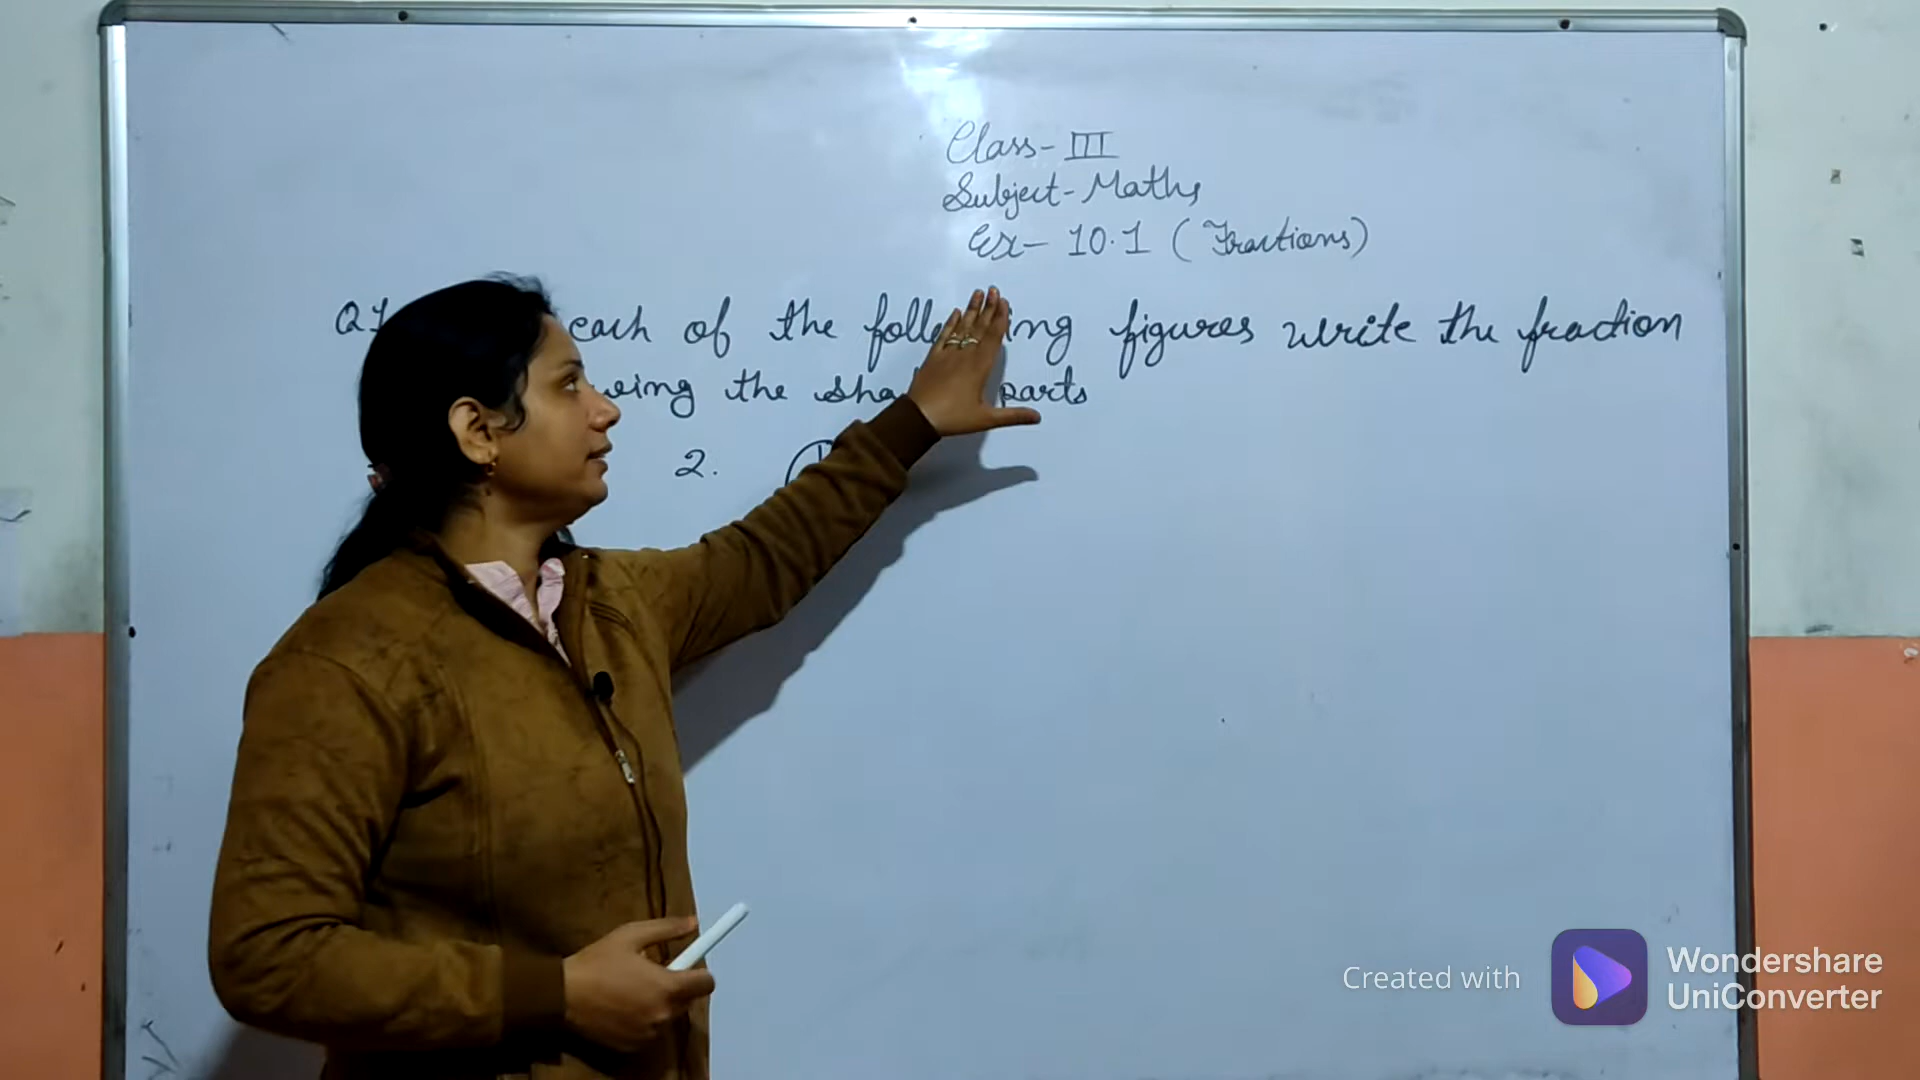 Class- III
Subject- Maths
Ex- 10.1 (Fractions)
Q1 each of the following figures write the fraction
the parts
2.
Created with
Wondershare
UniConverter